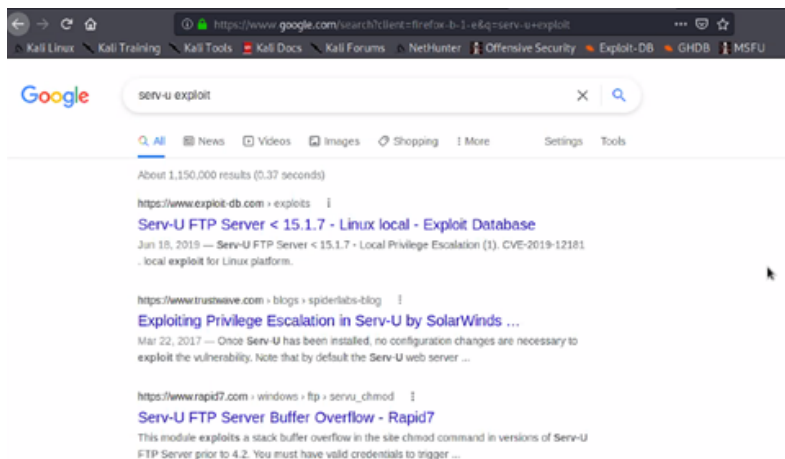 https://www.google.com/search?client=firefox-b-1-e&q=serv-u+exploit
Kali Linux Kali Training Kali Tools Kali Docs Kali Forums NetHunter Offensive Security Exploit-DB GHDB MSFU
Google serv-u exploit
All News Videos Images Shopping More Settings Tools
About 1,150,000 results (0.37 seconds)
https://www.exploit-db.com › exploits
Serv-U FTP Server < 15.1.7 - Linux local - Exploit Database
Jun 18, 2019 — Serv-U FTP Server < 15.1.7 - Local Privilege Escalation (1). CVE-2019-12181
. local exploit for Linux platform.
https://www.trustwave.com › blogs › spiderlabs-blog
Exploiting Privilege Escalation in Serv-U by SolarWinds ...
Mar 22, 2017 — Once Serv-U has been installed, no configuration changes are necessary to
exploit the vulnerability. Note that by default the Serv-U web server ...
https://www.rapid7.com › windows › ftp › servu_chmod
Serv-U FTP Server Buffer Overflow - Rapid7
This module exploits a stack buffer overflow in the site chmod command in versions of Serv-U
FTP Server prior to 4.2. You must have valid credentials to trigger ...